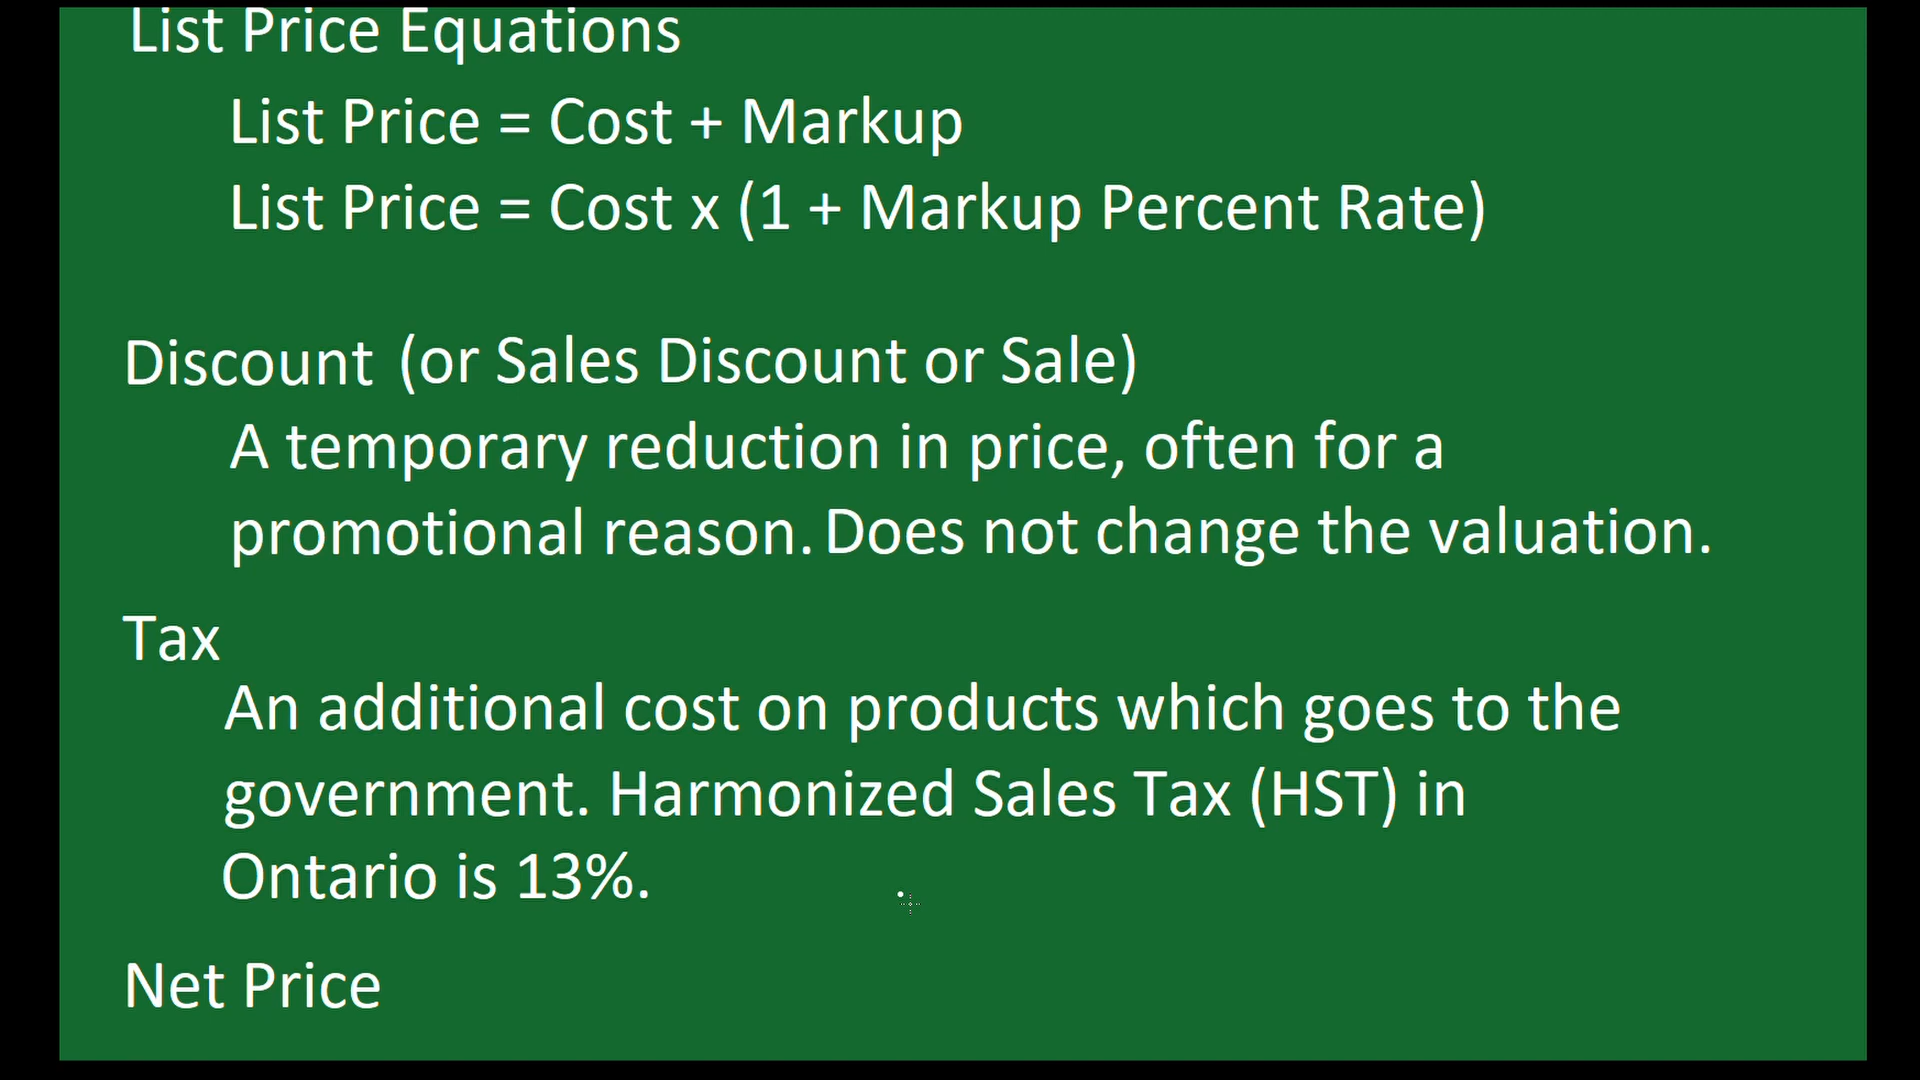 List Price Equations
List Price = Cost + Markup
List Price = Cost x (1 + Markup Percent Rate)
Discount (or Sales Discount or Sale)
A temporary reduction in price, often for a
promotional reason. Does not change the valuation.
Tax
An additional cost on products which goes to the
government. Harmonized Sales Tax (HST) in
Ontario is 13%.
Net Price